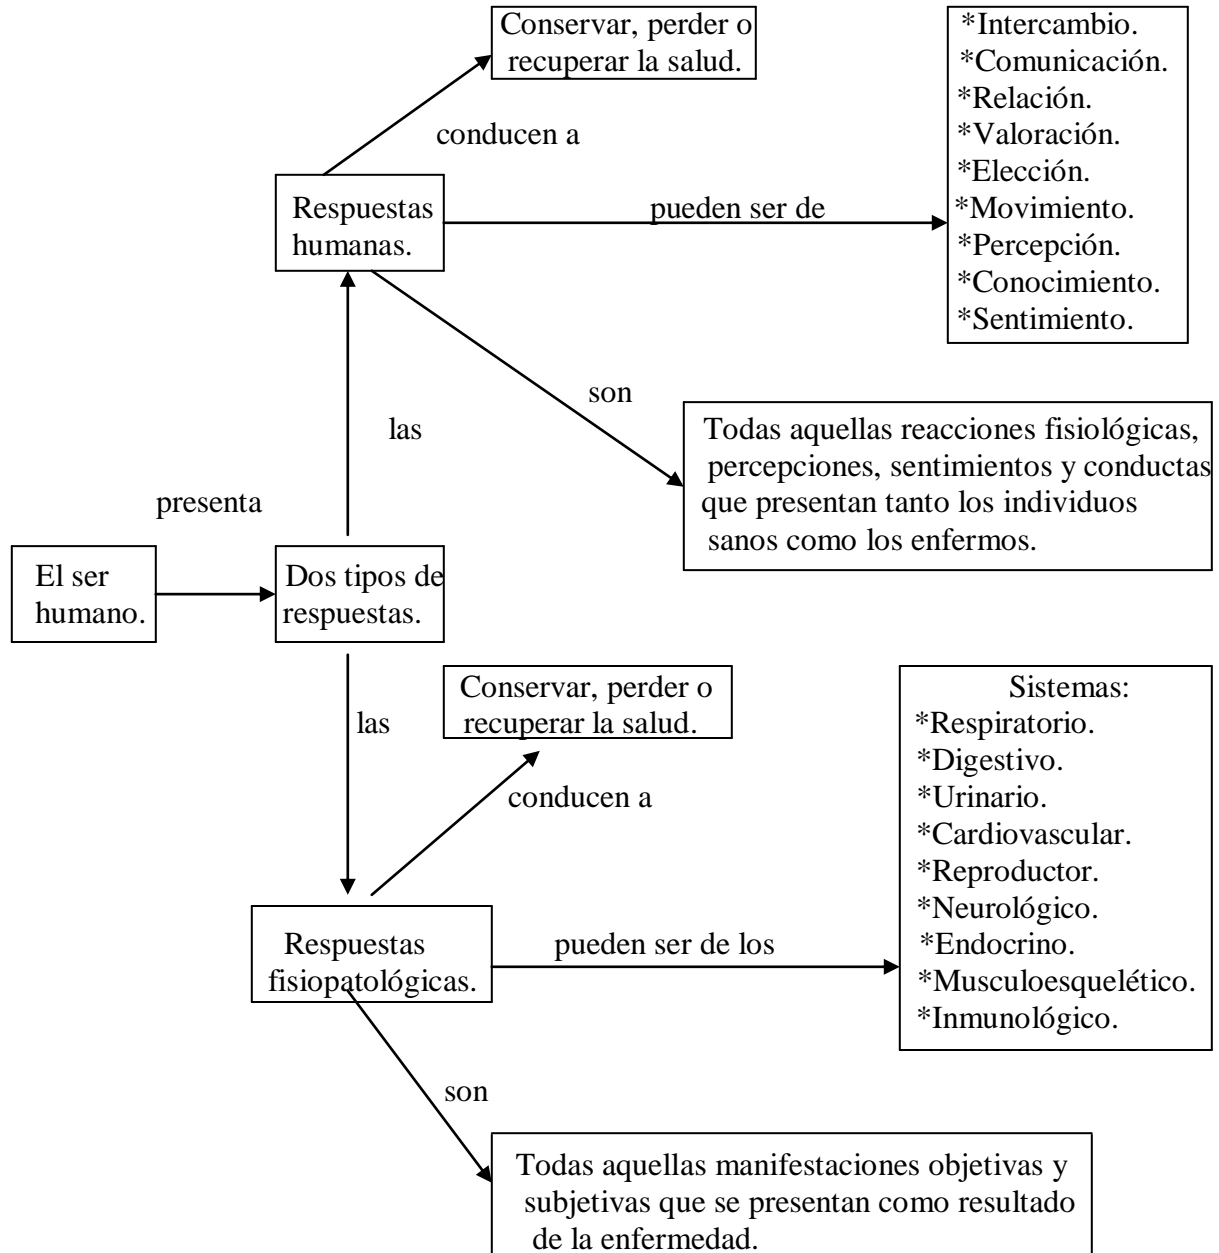 Conservar, perder o
recuperar la salud.
conducen a
*Intercambio.
*Comunicación.
*Relación.
*Valoración.
*Elección.
*Movimiento.
*Percepción.
*Conocimiento.
*Sentimiento.
Respuestas
humanas.
pueden ser de
son
las
Todas aquellas reacciones fisiológicas,
percepciones, sentimientos y conductas
que presentan tanto los individuos
sanos como los enfermos.
presenta
El ser
humano.
Dos tipos de
respuestas.
las
Conservar, perder o
recuperar la salud.
conducen a
Sistemas:
*Respiratorio.
*Digestivo.
*Urinario.
*Cardiovascular.
*Reproductor.
*Neurológico.
*Endocrino.
*Musculoesquelético.
*Inmunológico.
Respuestas
fisiopatológicas.
pueden ser de los
son
Todas aquellas manifestaciones objetivas y
subjetivas que se presentan como resultado
de la enfermedad.